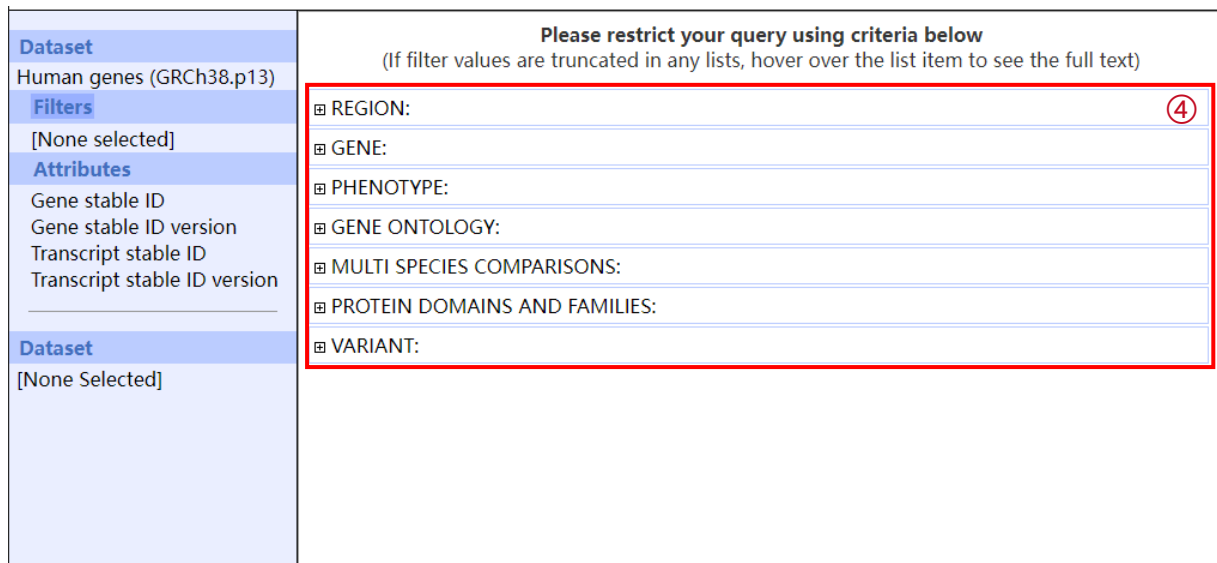 Dataset
Human genes (GRCh38.p13)
Filters
[None selected]
Attributes
Gene stable ID
Gene stable ID version
Transcript stable ID
Transcript stable ID version
Dataset
[None Selected]
Please restrict your query using criteria below
(If filter values are truncated in any lists, hover over the list item to see the full text)
⊞ REGION: ④
⊞ GENE:
⊞ PHENOTYPE:
⊞ GENE ONTOLOGY:
⊞ MULTI SPECIES COMPARISONS:
⊞ PROTEIN DOMAINS AND FAMILIES:
⊞ VARIANT: